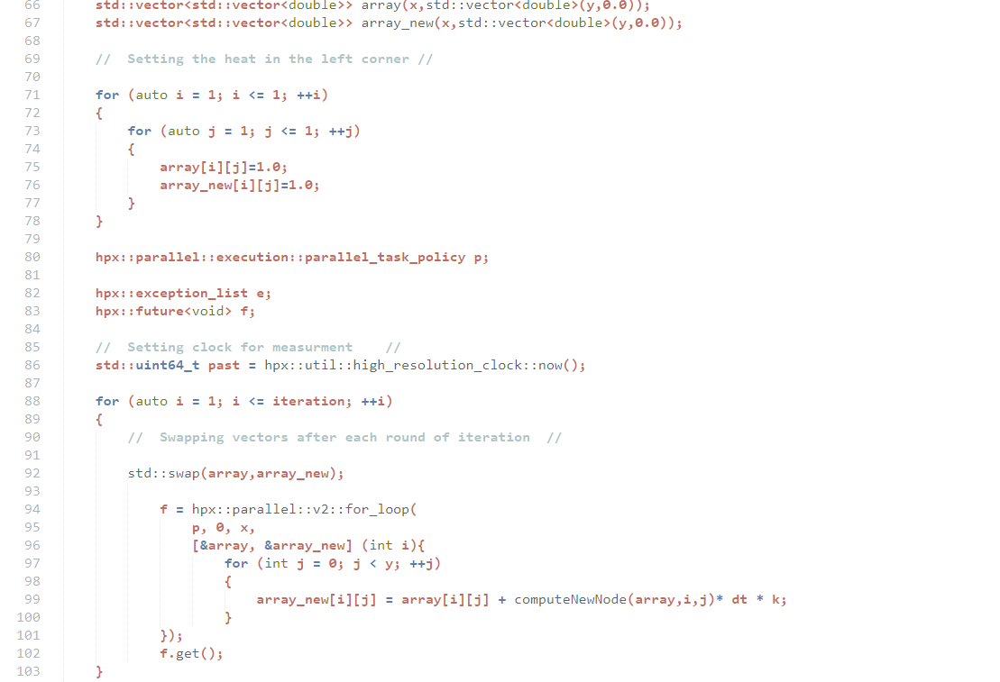 66 std::vector<std::vector<double>> array(x,std::vector<double>(y,0.0));
67 std::vector<std::vector<double>> array_new(x,std::vector<double>(y,0.0));
68
69 //  Setting the heat in the left corner //
70
71 for (auto i = 1; i <= 1; ++i)
72 {
73     for (auto j = 1; j <= 1; ++j)
74     {
75         array[i][j]=1.0;
76         array_new[i][j]=1.0;
77     }
78 }
79
80 hpx::parallel::execution::parallel_task_policy p;
81
82 hpx::exception_list e;
83 hpx::future<void> f;
84
85 //  Setting clock for measurment    //
86 std::uint64_t past = hpx::util::high_resolution_clock::now();
87
88 for (auto i = 1; i <= iteration; ++i)
89 {
90     //  Swapping vectors after each round of iteration  //
91
92     std::swap(array,array_new);
93
94         f = hpx::parallel::v2::for_loop(
95             p, 0, x,
96             [&array, &array_new] (int i){
97                 for (int j = 0; j < y; ++j)
98                 {
99                     array_new[i][j] = array[i][j] + computeNewNode(array,i,j)* dt * k;
100                 }
101         });
102         f.get();
103 }